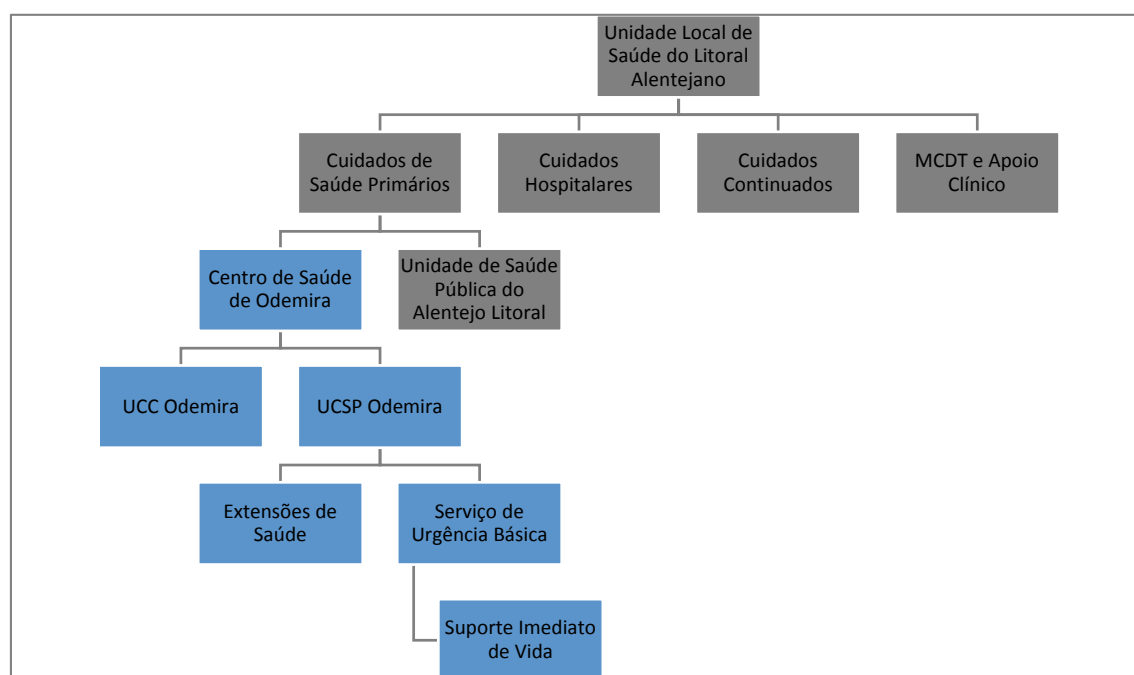 Unidade Local de
Saúde do Litoral
Alentejano
Cuidados de
Saúde Primários
Cuidados
Hospitalares
Cuidados
Continuados
MCDT e Apoio
Clínico
Centro de Saúde
de Odemira
Unidade de Saúde
Pública do
Alentejo Litoral
UCC Odemira
UCSP Odemira
Extensões de
Saúde
Serviço de
Urgência Básica
Suporte Imediato
de Vida